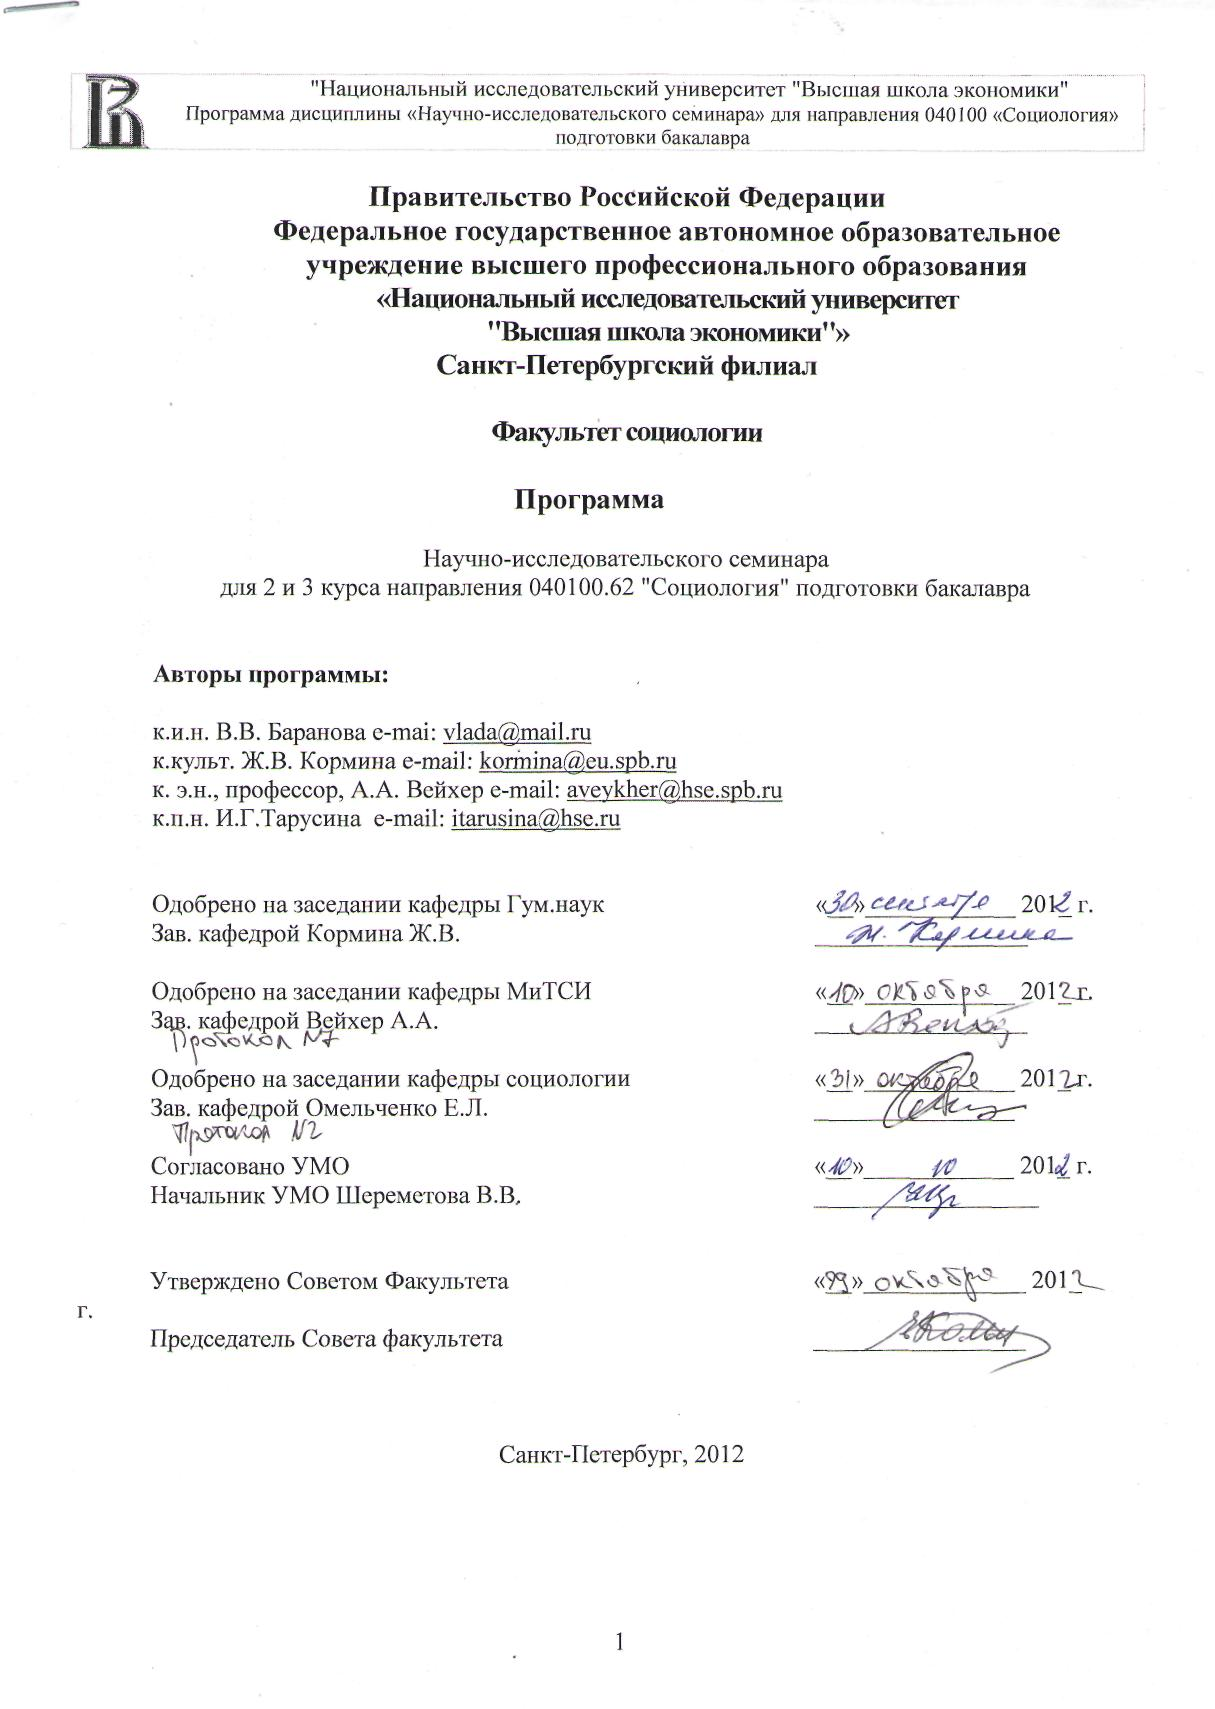 "Национальный исследовательский университет "Высшая школа экономики"
Программа дисциплины «Научно-исследовательского семинара» для направления 040100 «Социология»
подготовки бакалавра
Правительство Российской Федерации
Федеральное государственное автономное образовательное
учреждение высшего профессионального образования
«Национальный исследовательский университет
"Высшая школа экономики"»
Санкт-Петербургский филиал
Факультет социологии
Программа
Научно-исследовательского семинара
для 2 и 3 курса направления 040100.62 "Социология" подготовки бакалавра
Авторы программы:
к.и.н. В.В. Баранова e-mai: vlada@mail.ru
к.культ. Ж.В. Кормина e-mail: kormina@eu.spb.ru
к. э.н., профессор, А.А. Вейхер e-mail: aveykher@hse.spb.ru
к.п.н. И.Г.Тарусина e-mail: itarusina@hse.ru
Одобрено на заседании кафедры Гум.наук «30» сентября 2012 г.
Зав. кафедрой Кормина Ж.В. Ж. Кормина
Одобрено на заседании кафедры МиТСИ «10» октября 2012 г.
Зав. кафедрой Вейхер А.А.
Протокол №7
Одобрено на заседании кафедры социологии «31» октября 2012 г.
Зав. кафедрой Омельченко Е.Л.
Протокол №2
Согласовано УМО «10» 10 2012 г.
Начальник УМО Шереметова В.В.
Утверждено Советом Факультета « » октября 2012
г.
Председатель Совета факультета
Санкт-Петербург, 2012
1